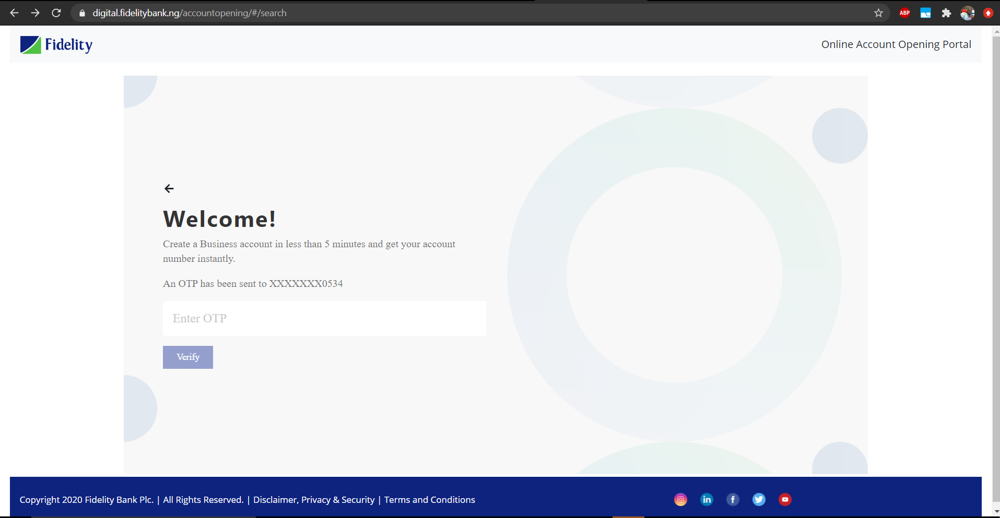 digital.fidelitybank.ng/accountopening/#/search
ABP
Fidelity
Online Account Opening Portal
Welcome!
Create a Business account in less than 5 minutes and get your account
number instantly.
An OTP has been sent to XXXXXXX0534
Enter OTP
Verify
Copyright 2020 Fidelity Bank Plc. | All Rights Reserved. | Disclaimer, Privacy & Security | Terms and Conditions
in
f